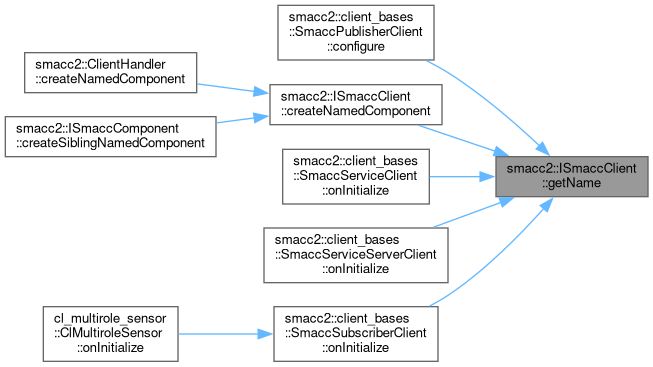 smacc2::client_bases
::SmaccPublisherClient
::configure
smacc2::ClientHandler
::createNamedComponent
smacc2::ISmaccClient
::createNamedComponent
smacc2::ISmaccComponent
::createSiblingNamedComponent
smacc2::client_bases
::SmaccServiceClient
::onInitialize
smacc2::ISmaccClient
::getName
smacc2::client_bases
::SmaccServiceServerClient
::onInitialize
cl_multirole_sensor
::ClMultiroleSensor
::onInitialize
smacc2::client_bases
::SmaccSubscriberClient
::onInitialize